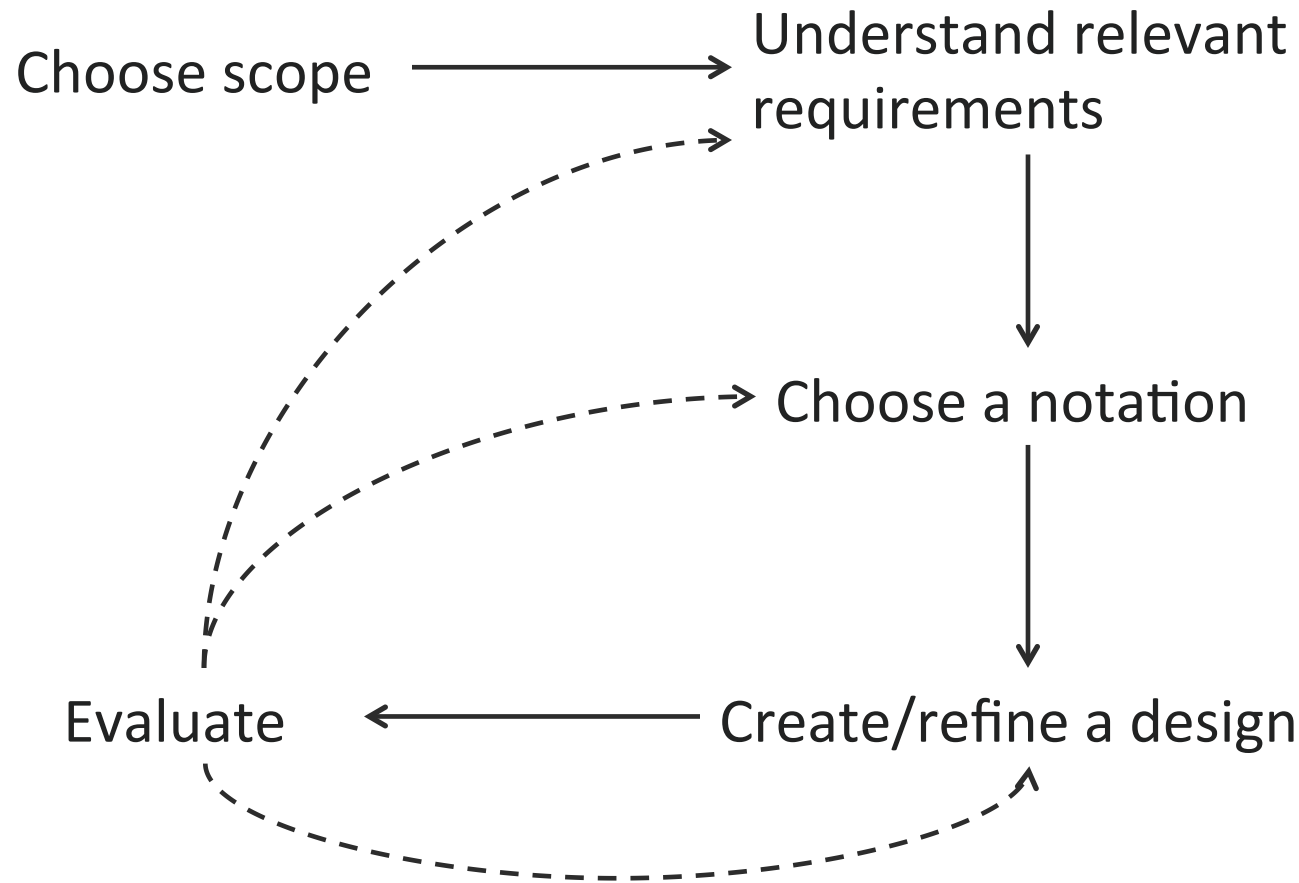 Choose scope
Understand relevant
requirements
Choose a notation
Evaluate
Create/refine a design